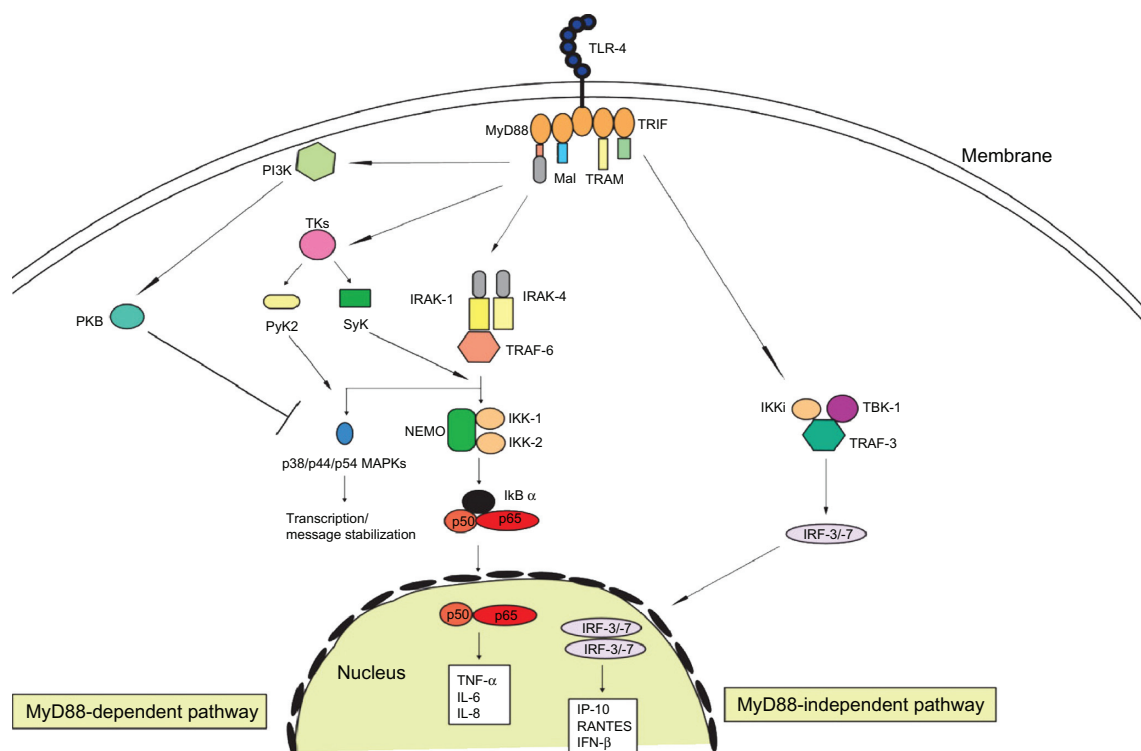 TLR-4
MyD88
TRIF
Mal
TRAM
Membrane
PI3K
TKs
PKB
PyK2
SyK
IRAK-1
IRAK-4
TRAF-6
NEMO
IKK-1
IKK-2
IKKi
TBK-1
TRAF-3
p38/p44/p54 MAPKs
Transcription/
message stabilization
IkB α
p50
p65
IRF-3/-7
p50
p65
IRF-3/-7
IRF-3/-7
Nucleus
TNF-α
IL-6
IL-8
IP-10
RANTES
IFN-β
MyD88-dependent pathway
MyD88-independent pathway